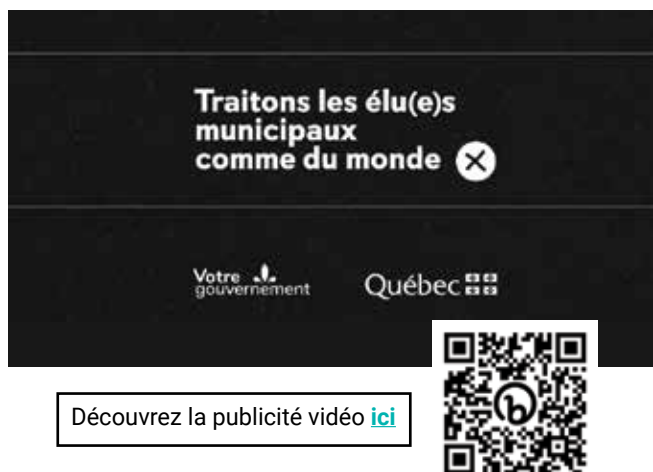 Traitons les élu(e)s
municipaux
comme du monde
Votre
gouvernement
Québec
Découvrez la publicité vidéo ici